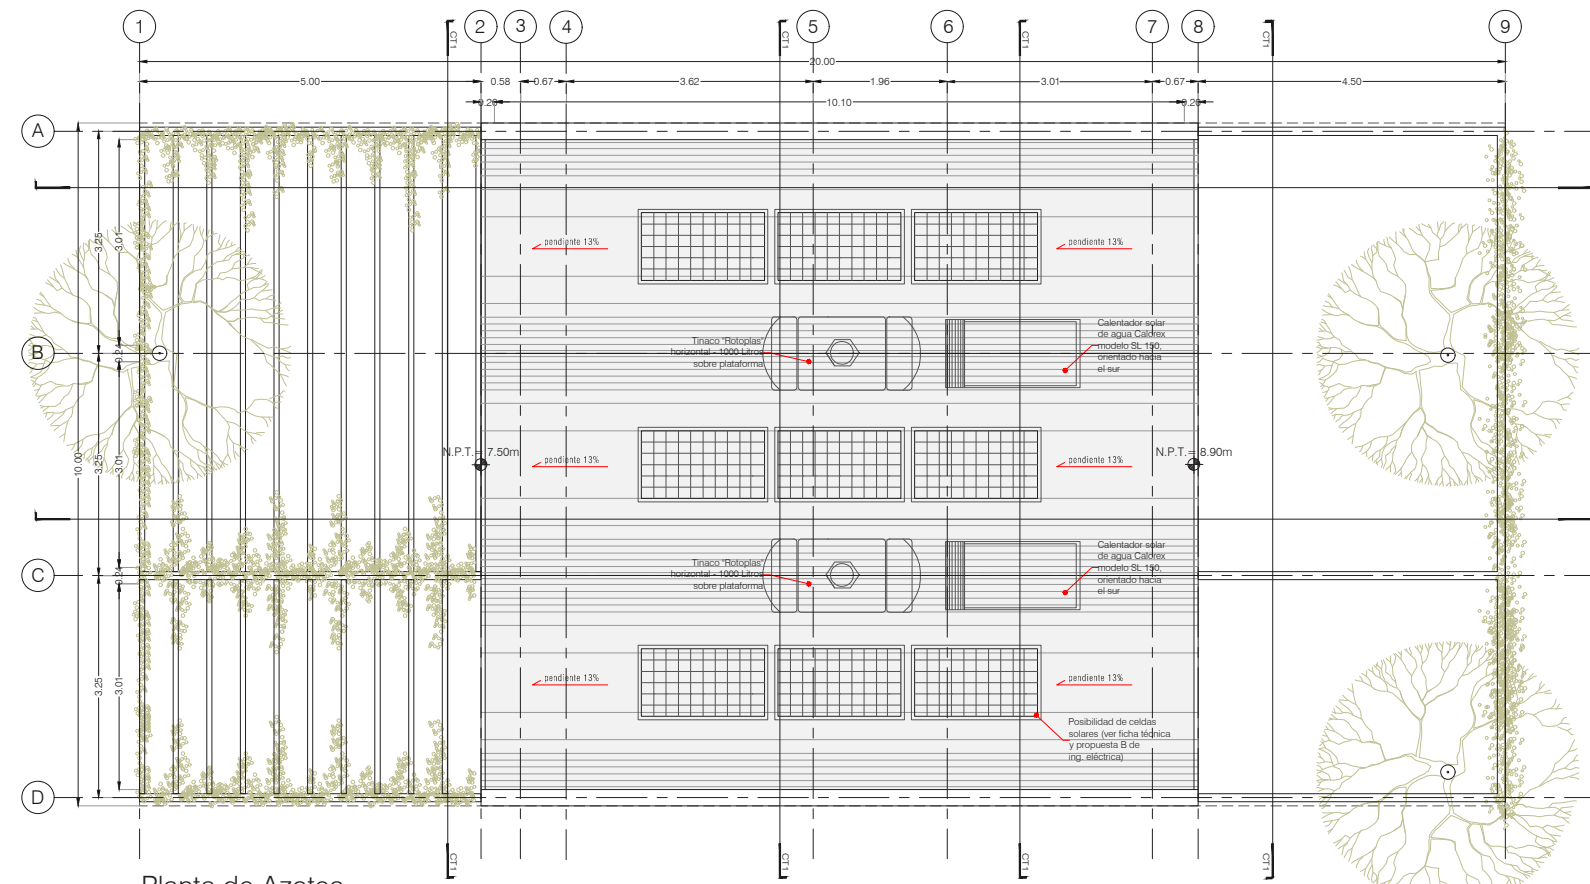 1 2 3 4 5 6 7 8 9
CT1 CT1 CT1 CT1
20.00
5.00 0.58 0.67 3.62 1.96 3.01 0.67 4.50
0.20 10.10 0.20
A
B
C
D
3.25 3.01
0.24
10.00 3.25 3.01
0.24
3.25 3.01
pendiente 13% pendiente 13%
Tinaco "Rotoplas"
horizontal - 1000 Litros
sobre plataforma
Calentador solar
de agua Calorex
modelo SL 150,
orientado hacia
el sur
N.P.T.= 7.50m
N.P.T.= 8.90m
pendiente 13% pendiente 13%
Tinaco "Rotoplas"
horizontal - 1000 Litros
sobre plataforma
Calentador solar
de agua Calorex
modelo SL 150,
orientado hacia
el sur
pendiente 13% pendiente 13%
Posibilidad de celdas
solares (ver ficha técnica
y propuesta B de
ing. eléctrica)
CT1 CT1 CT1 CT1
Planta de Azotea